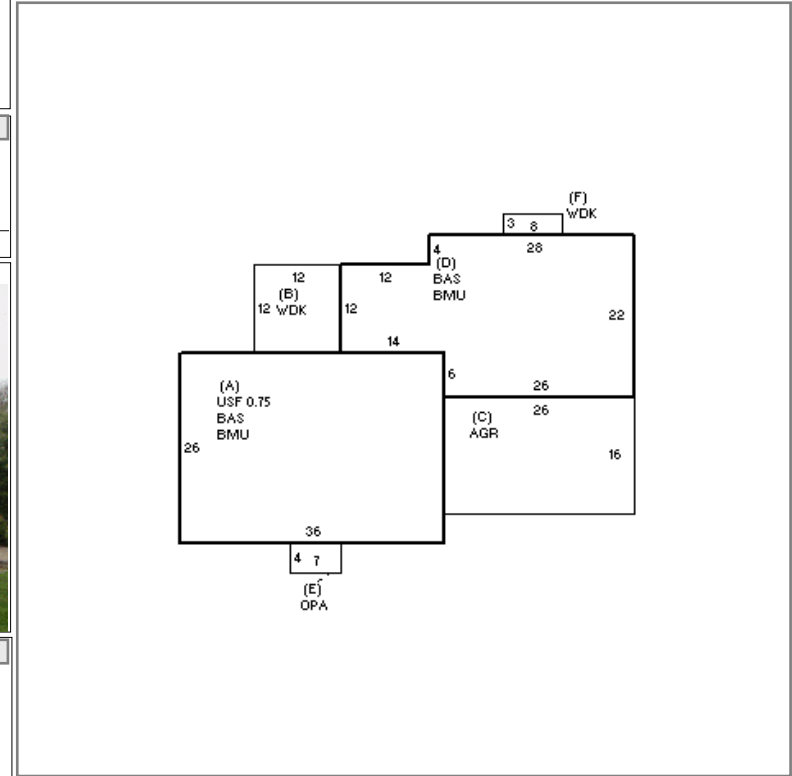 (F)
WDK
3 8
28
4
(D)
BAS
BMU
12
12
(B)
WDK
12
12
22
14
6
26
(A)
USF 0.75
BAS
BMU
26
(C)
AGR
26
16
36
4 7
(E)
OPA